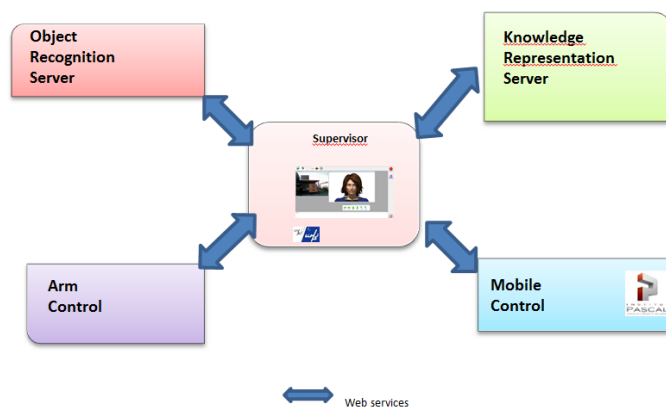 Object
Recognition
Server
Knowledge
Representation
Server
Supervisor
Arm
Control
Mobile
Control
PASCAL
Web services